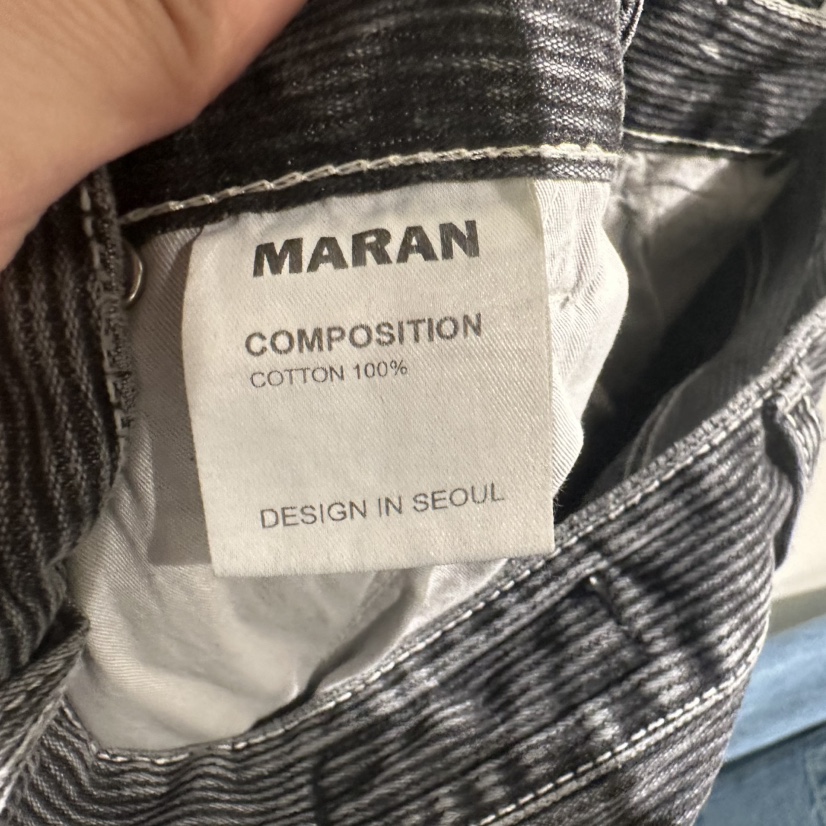 MARAN
COMPOSITION
COTTON 100%
DESIGN IN SEOUL